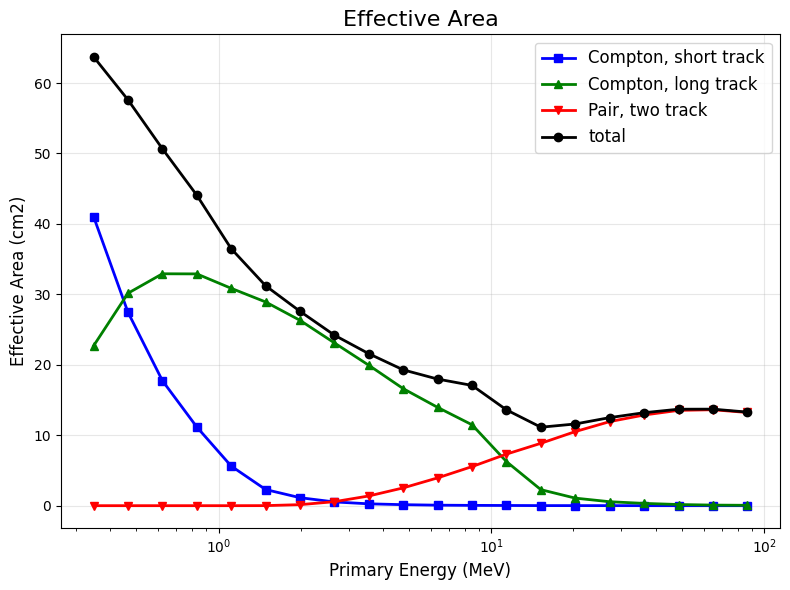 Effective Area
Compton, short track
Compton, long track
Pair, two track
total
Effective Area (cm2)
60
50
40
30
20
10
0
10^0
10^1
10^2
Primary Energy (MeV)